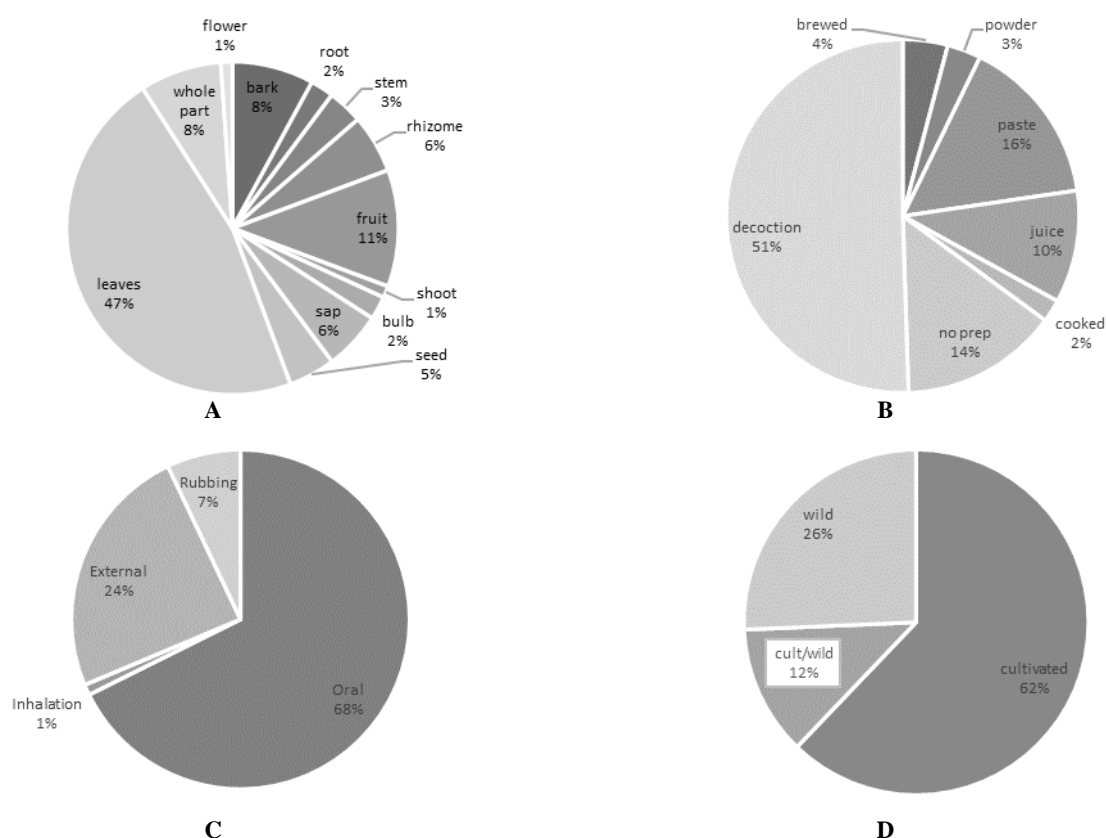 flower
1%
root
2%
bark
8%
stem
3%
whole
part
8%
rhizome
6%
fruit
11%
leaves
47%
shoot
1%
sap
6%
bulb
2%
seed
5%
A
brewed
4%
powder
3%
paste
16%
decoction
51%
juice
10%
cooked
2%
no prep
14%
B
Rubbing
7%
External
24%
Inhalation
1%
Oral
68%
C
wild
26%
cult/wild
12%
cultivated
62%
D